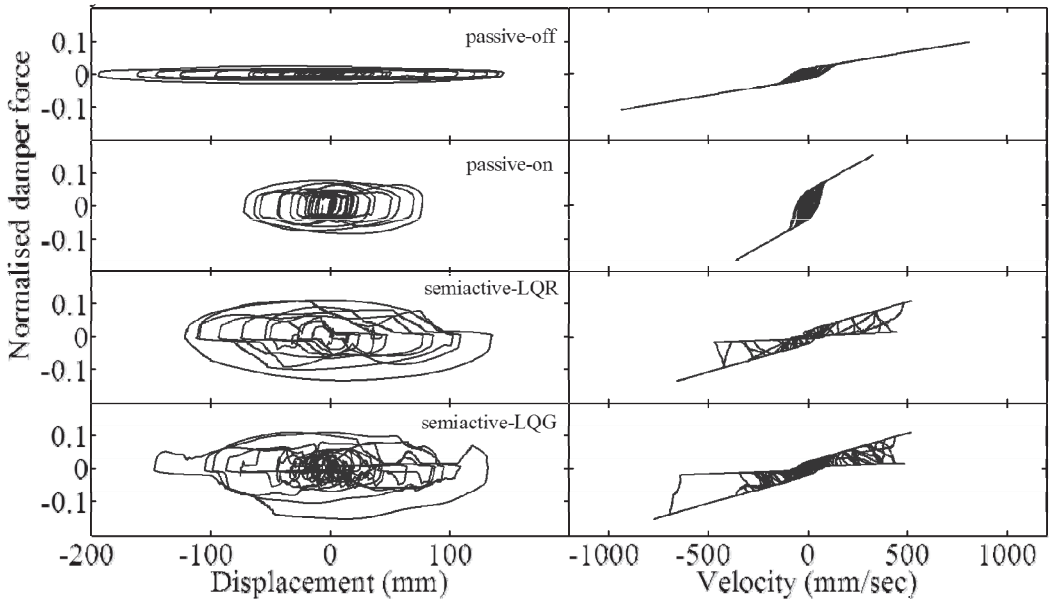 Normalised damper force
0.1
0
-0.1
passive-off
0.1
0
-0.1
passive-on
0.1
0
-0.1
semiactive-LQR
0.1
0
-0.1
semiactive-LQG
-200 -100 0 100
-1000 -500 0 500 1000
Displacement (mm)
Velocity (mm/sec)